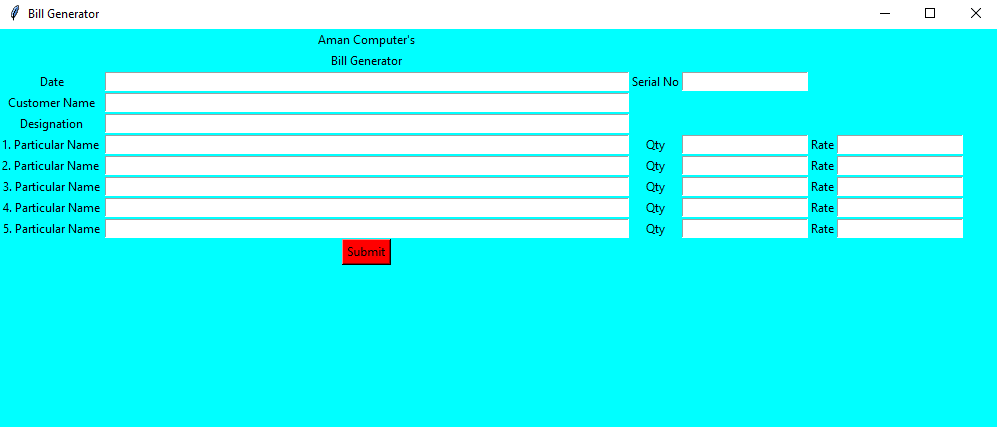 Bill Generator
Aman Computer's
Bill Generator
Date Serial No
Customer Name
Designation
1. Particular Name Qty Rate
2. Particular Name Qty Rate
3. Particular Name Qty Rate
4. Particular Name Qty Rate
5. Particular Name Qty Rate
Submit